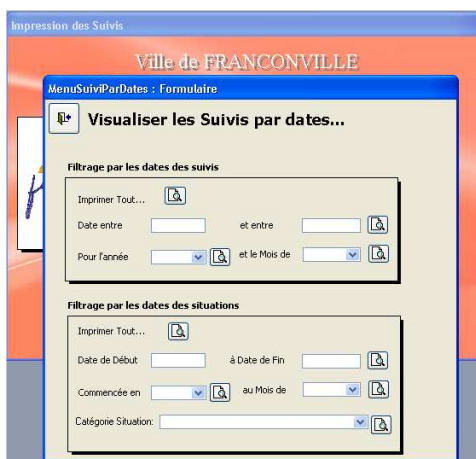 Impression des Suivis
Ville de FRANCONVILLE
MenuSuiviParDates : Formulaire
Visualiser les Suivis par dates...
Filtrage par les dates des suivis
Imprimer Tout...
Date entre et entre
Pour l'année et le Mois de
Filtrage par les dates des situations
Imprimer Tout...
Date de Début à Date de Fin
Commencée en au Mois de
Catégorie Situation: